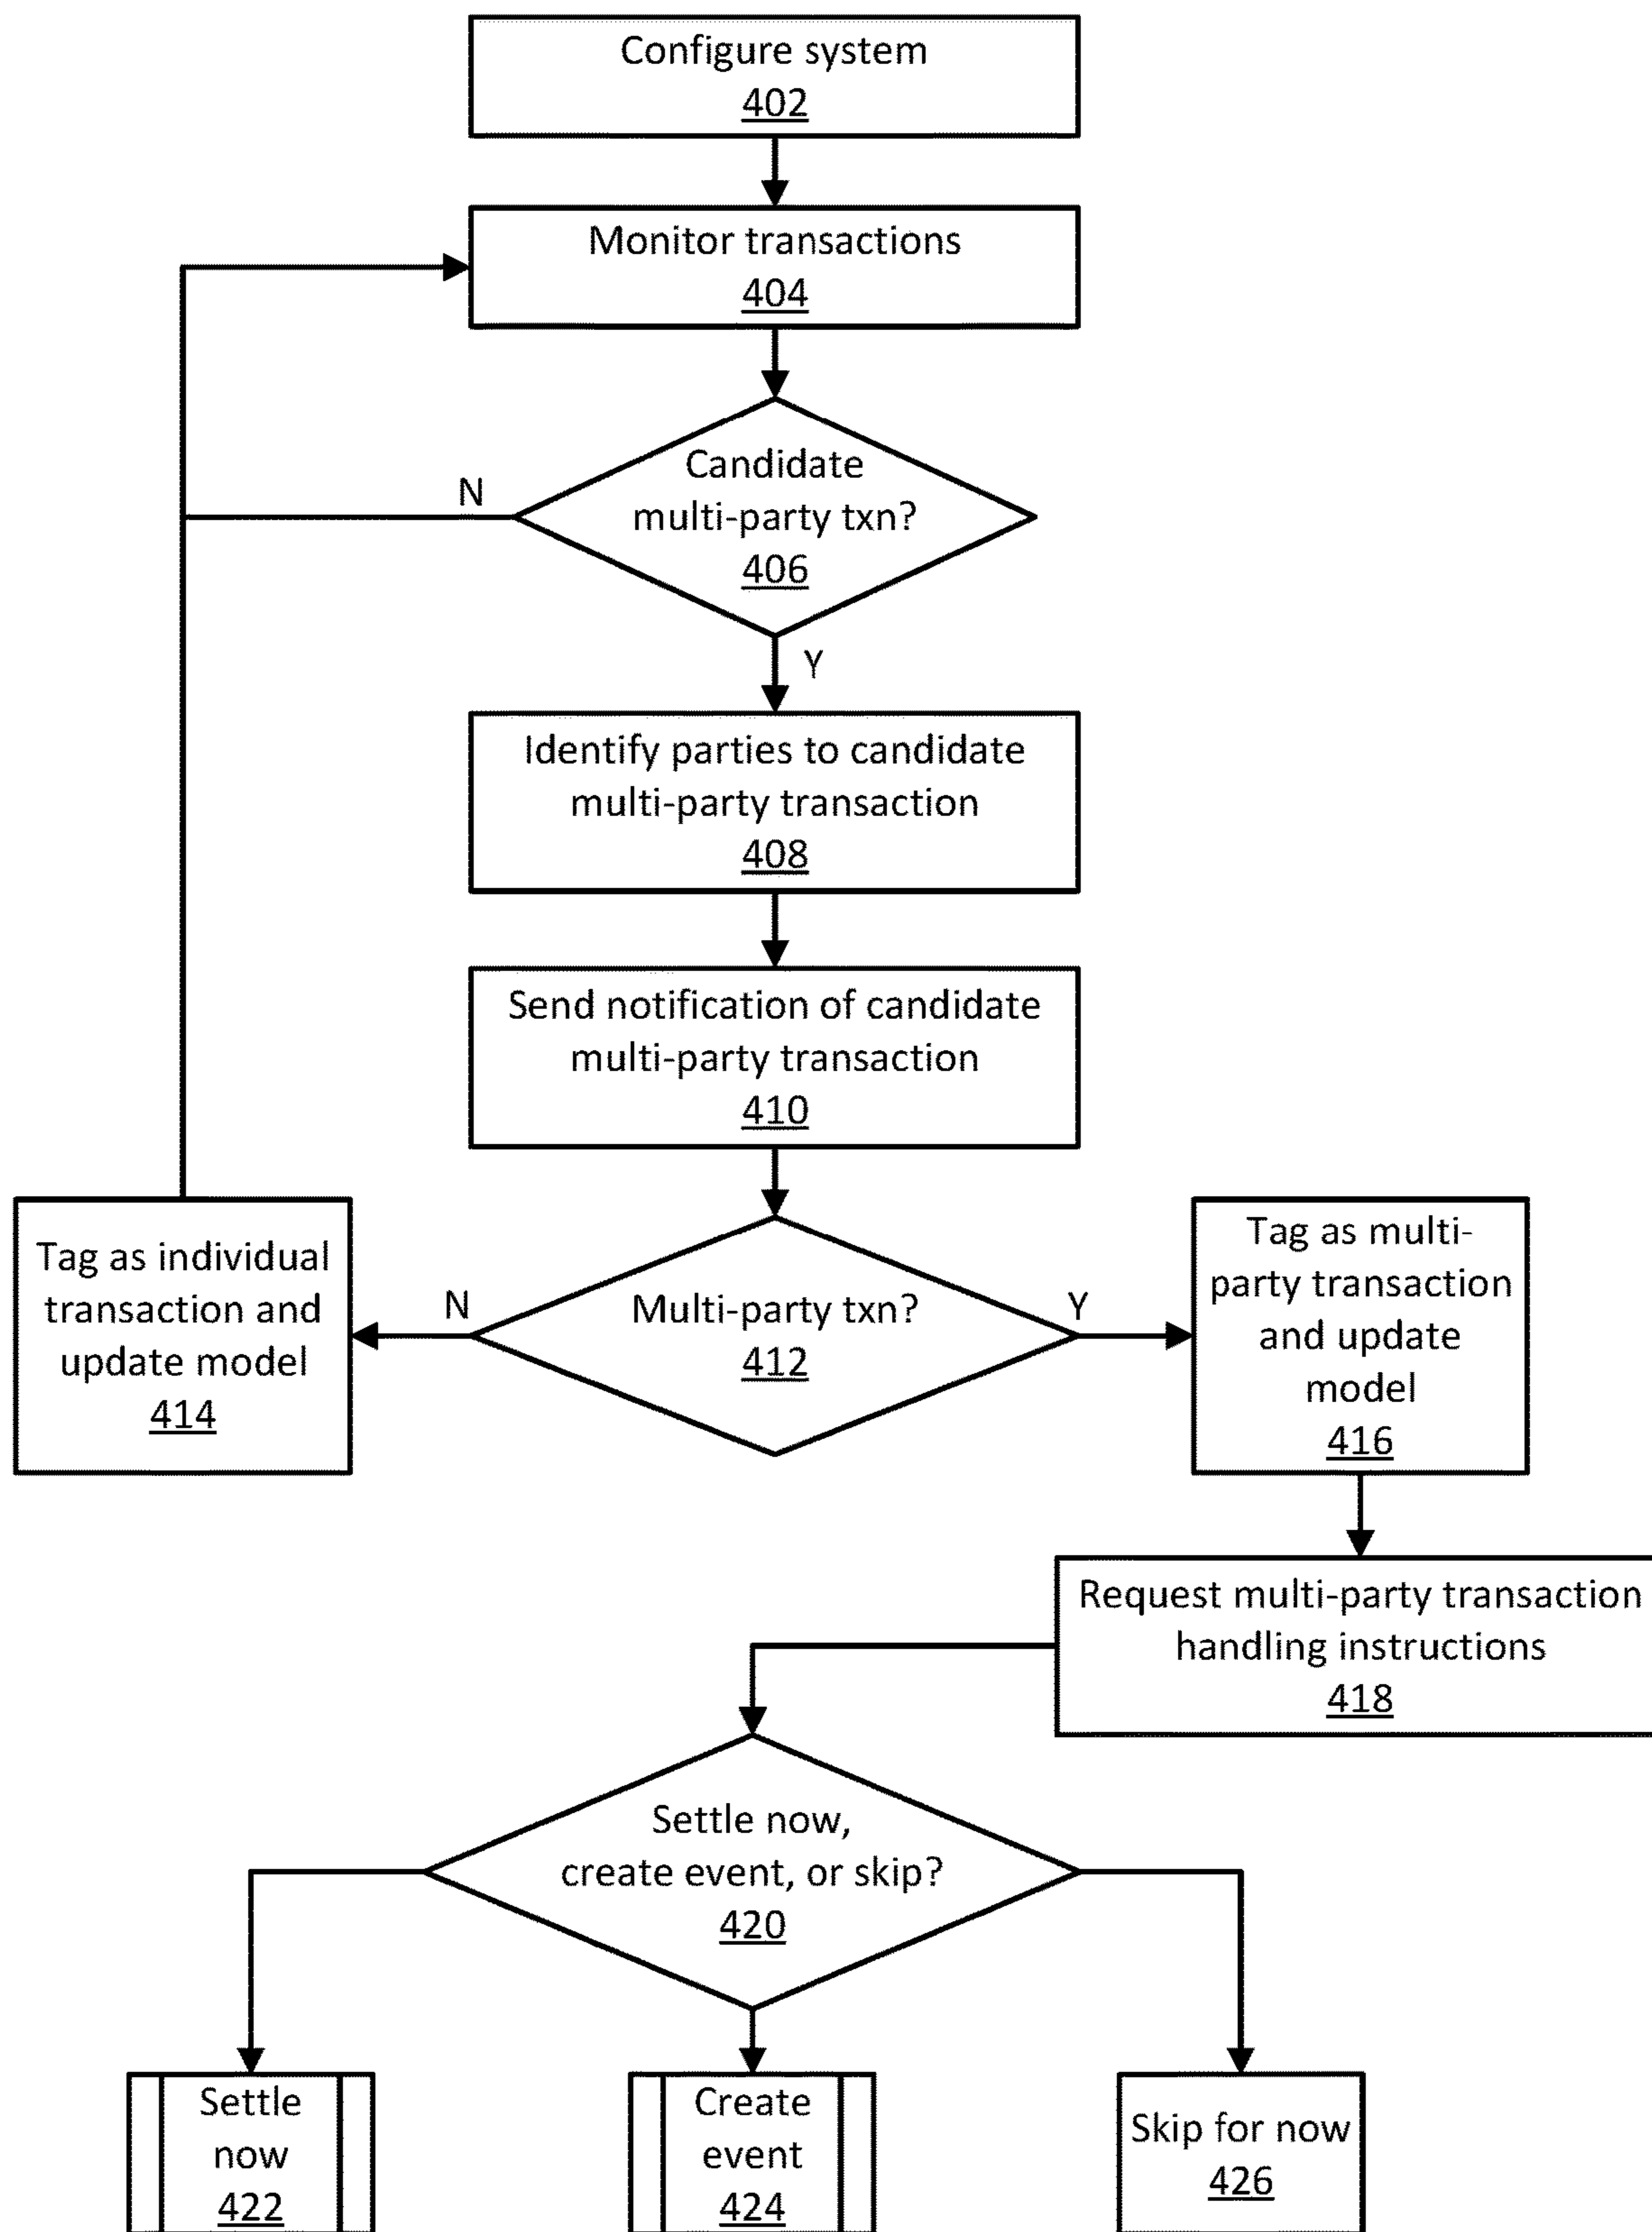 Configure system
402
Monitor transactions
404
Candidate
multi-party txn?
406
N
Y
Identify parties to candidate
multi-party transaction
408
Send notification of candidate
multi-party transaction
410
Multi-party txn?
412
N
Y
Tag as individual
transaction and
update model
414
Tag as multi-
party transaction
and update
model
416
Request multi-party transaction
handling instructions
418
Settle now,
create event, or skip?
420
Settle
now
422
Create
event
424
Skip for now
426